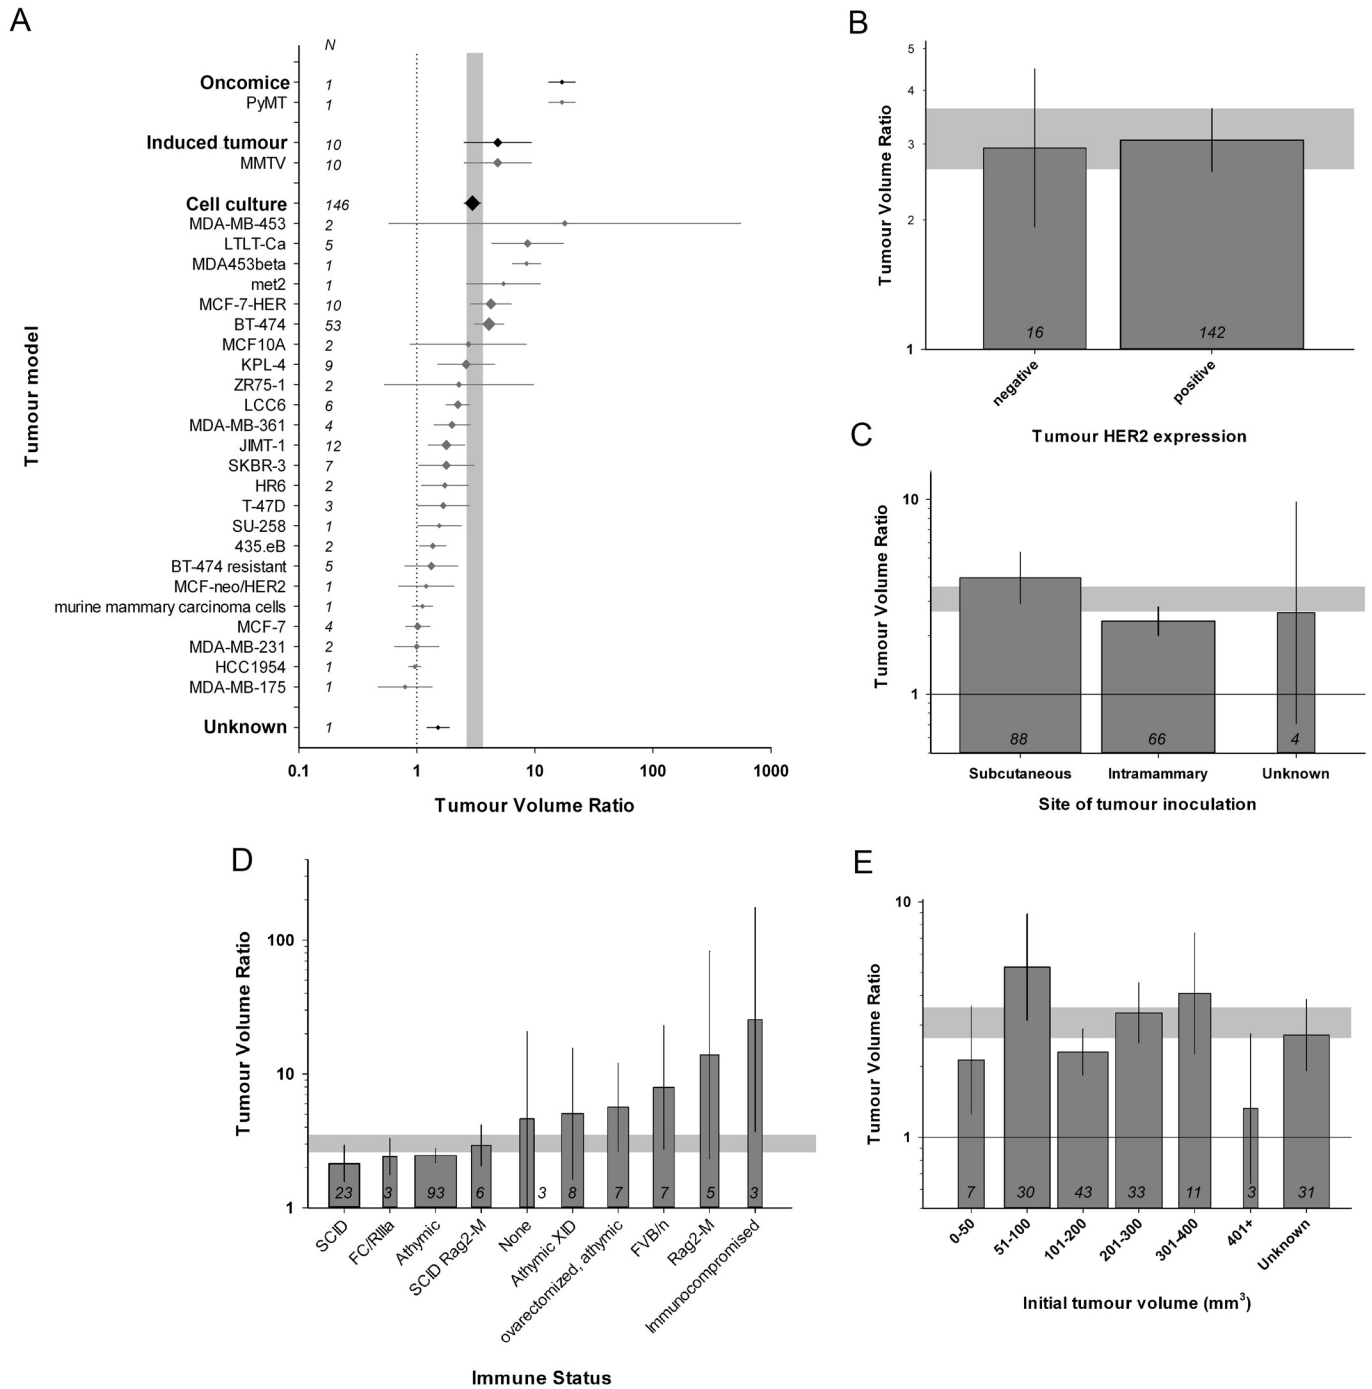 A
N
Oncomice 1
PyMT 1
Induced tumour 10
MMTV 10
Cell culture 146
MDA-MB-453 2
LTLT-Ca 5
MDA453beta 1
met2 1
MCF-7-HER 10
BT-474 53
MCF10A 2
KPL-4 9
ZR75-1 2
LCC6 6
MDA-MB-361 4
JIMT-1 12
SKBR-3 7
HR6 2
T-47D 3
SU-258 1
435.eB 2
BT-474 resistant 5
MCF-neo/HER2 1
murine mammary carcinoma cells 1
MCF-7 4
MDA-MB-231 2
HCC1954 1
MDA-MB-175 1
Unknown 1
0.1 1 10 100 1000
Tumour Volume Ratio
Tumour model
B
5
4
3
2
1
Tumour Volume Ratio
16 142
negative positive
Tumour HER2 expression
C
10
1
Tumour Volume Ratio
88 66 4
Subcutaneous Intramammary Unknown
Site of tumour inoculation
D
100
10
1
Tumour Volume Ratio
23 3 93 6 3 8 7 7 5 3
SCID FC/RIIIa Athymic SCID Rag2-M None Athymic XID ovarectomized, athymic FVB/n Rag2-M Immunocompromised
Immune Status
E
10
1
Tumour Volume Ratio
7 30 43 33 11 3 31
0-50 51-100 101-200 201-300 301-400 401+ Unknown
Initial tumour volume (mm³)